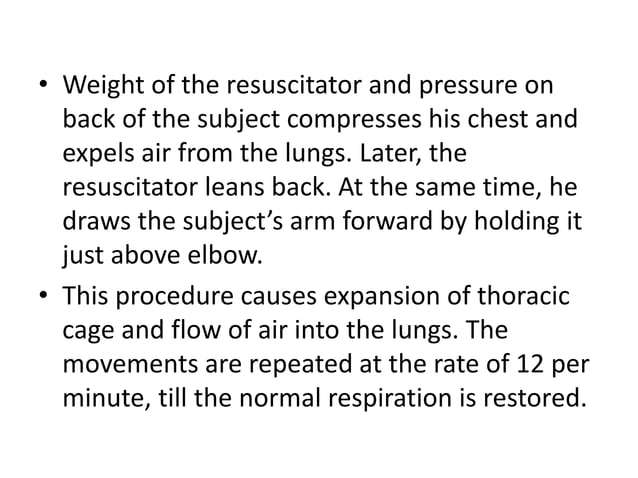 • Weight of the resuscitator and pressure on
back of the subject compresses his chest and
expels air from the lungs. Later, the
resuscitator leans back. At the same time, he
draws the subject’s arm forward by holding it
just above elbow.
• This procedure causes expansion of thoracic
cage and flow of air into the lungs. The
movements are repeated at the rate of 12 per
minute, till the normal respiration is restored.